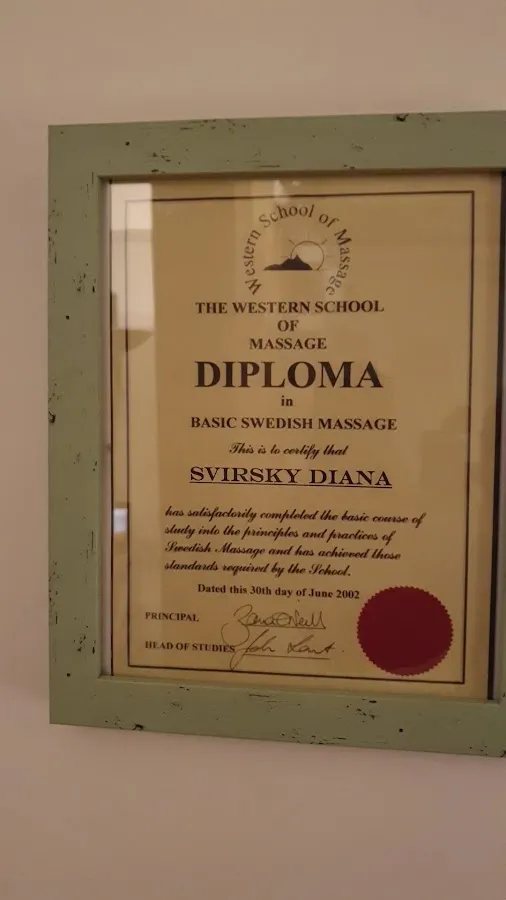 Western School of Massage
THE WESTERN SCHOOL
OF
MASSAGE
DIPLOMA
in
BASIC SWEDISH MASSAGE
This is to certify that
SVIRSKY DIANA
has satisfactorily completed the basic course of
study into the principles and practices of
Swedish Massage and has achieved those
standards required by the School.
Dated this 30th day of June 2002
PRINCIPAL
HEAD OF STUDIES